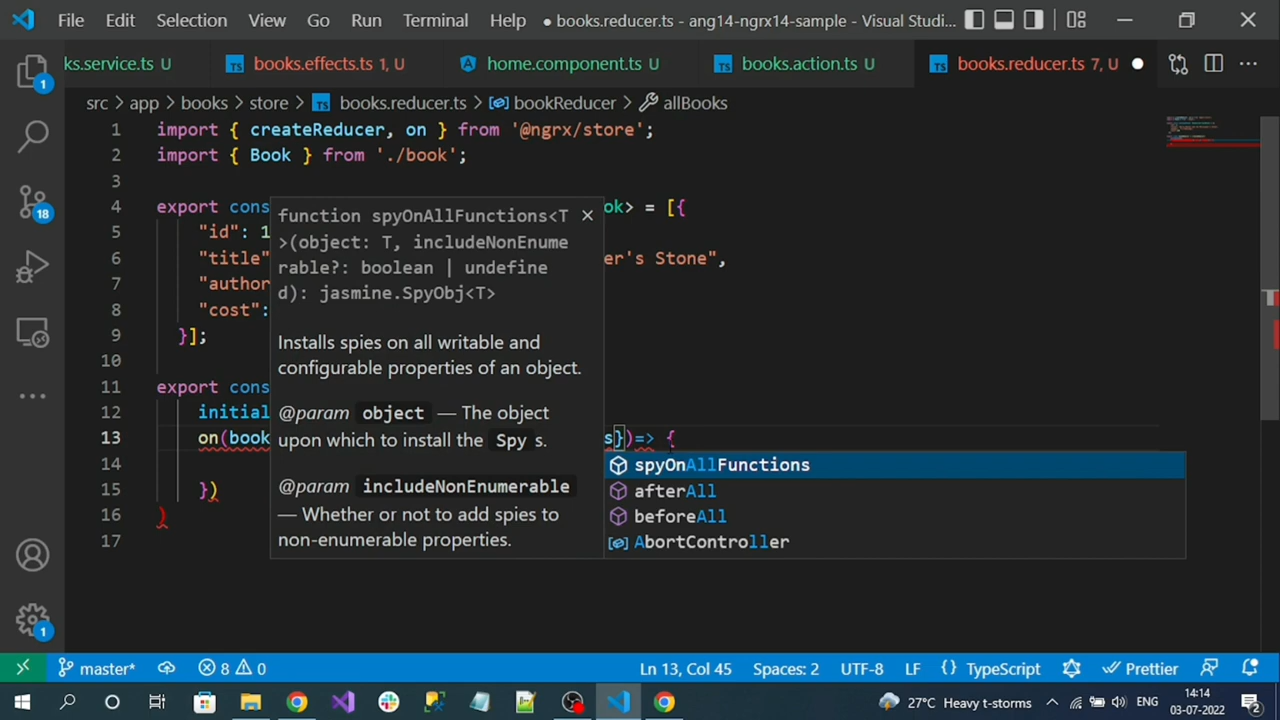 File Edit Selection View Go Run Terminal Help ● books.reducer.ts - ang14-ngrx14-sample - Visual Studi...
ks.service.ts U books.effects.ts 1, U home.component.ts U books.action.ts U books.reducer.ts 7, U ●
src > app > books > store > books.reducer.ts > bookReducer > allBooks
1 import { createReducer, on } from '@ngrx/store';
2 import { Book } from './book';
3
4 export cons ok> = [{
5 "id": 1
6 "title" er's Stone",
7 "author
8 "cost":
9 }];
10
11 export cons
12 initial
13 on(book s})=> {
14
15 })
16 )
17
function spyOnAllFunctions<T
>(object: T, includeNonEnume
rable?: boolean | undefine
d): jasmine.SpyObj<T>
Installs spies on all writable and
configurable properties of an object.
@param object — The object
upon which to install the Spy s.
@param includeNonEnumerable
— Whether or not to add spies to
non-enumerable properties.
spyOnAllFunctions
afterAll
beforeAll
AbortController
1
18
1
master* 8 0 Ln 13, Col 45 Spaces: 2 UTF-8 LF {} TypeScript Prettier
27°C Heavy t-storms ENG 14:14
03-07-2022 2